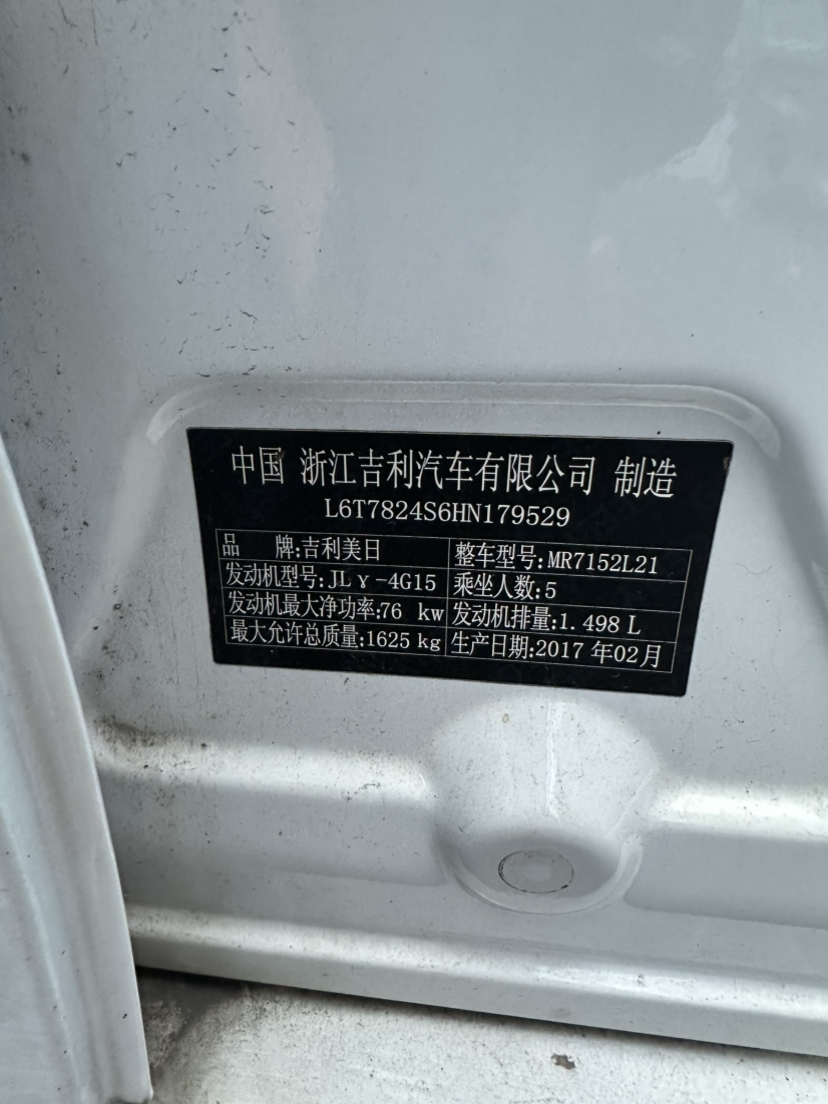 中国 浙江吉利汽车有限公司 制造
L6T7824S6HN179529
品 牌:吉利美日 整车型号:MR7152L21
发动机型号:JLγ-4G15 乘坐人数:5
发动机最大净功率:76 kw 发动机排量:1.498 L
最大允许总质量:1625 kg 生产日期:2017 年02月